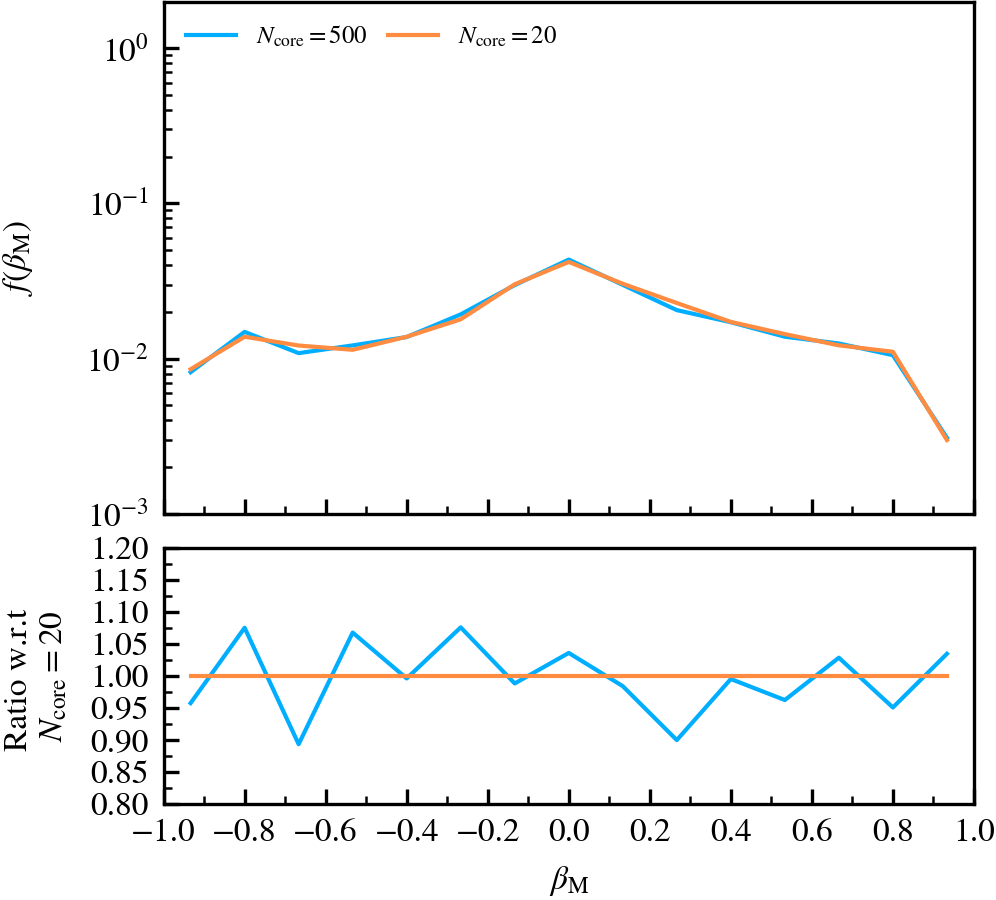 N_core = 500 N_core = 20
10^0
10^−1
10^−2
10^−3
f(β_M)
1.20
1.15
1.10
1.05
1.00
0.95
0.90
0.85
0.80
Ratio w.r.t
N_core = 20
−1.0 −0.8 −0.6 −0.4 −0.2 0.0 0.2 0.4 0.6 0.8 1.0
β_M